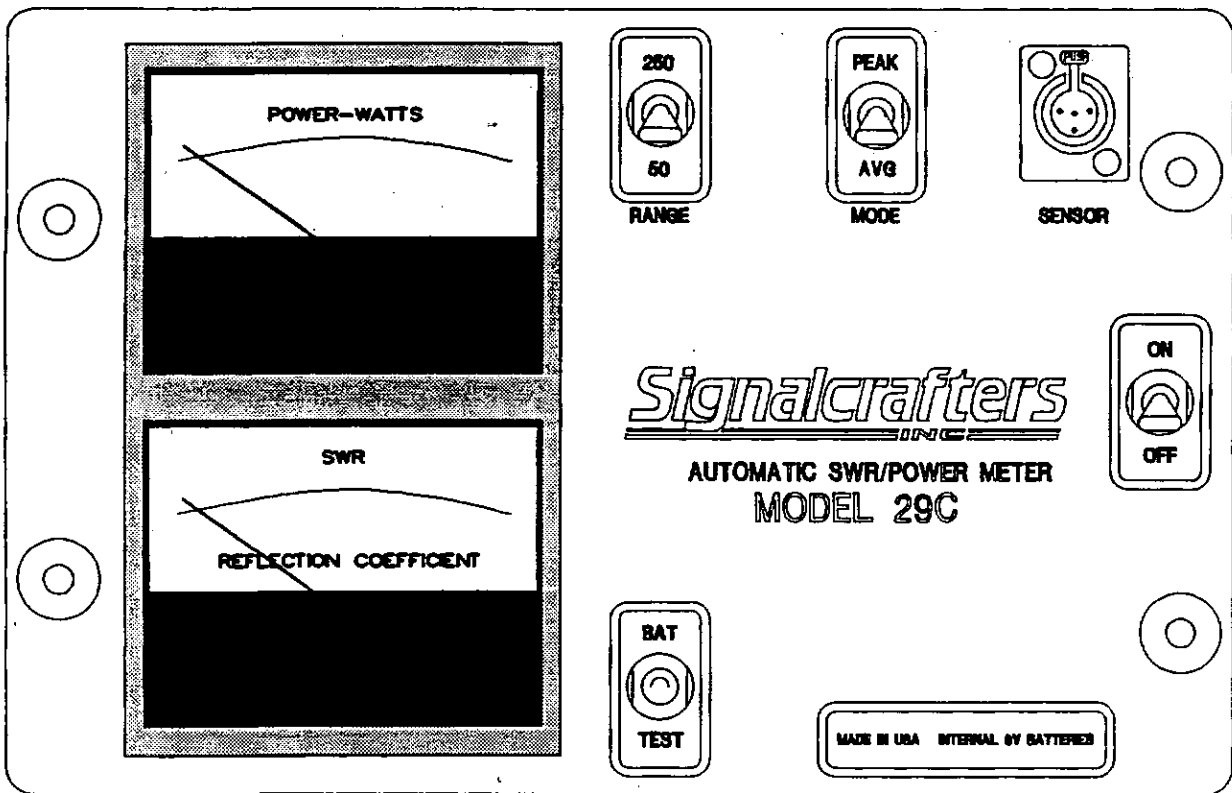 POWER-WATTS
SWR
REFLECTION COEFFICIENT
250
50
RANGE
PEAK
AVG
MODE
PUSH
SENSOR
ON
OFF
Signalcrafters
INC
AUTOMATIC SWR/POWER METER
MODEL 29C
BAT
TEST
MADE IN USA INTERNAL 9V BATTERIES